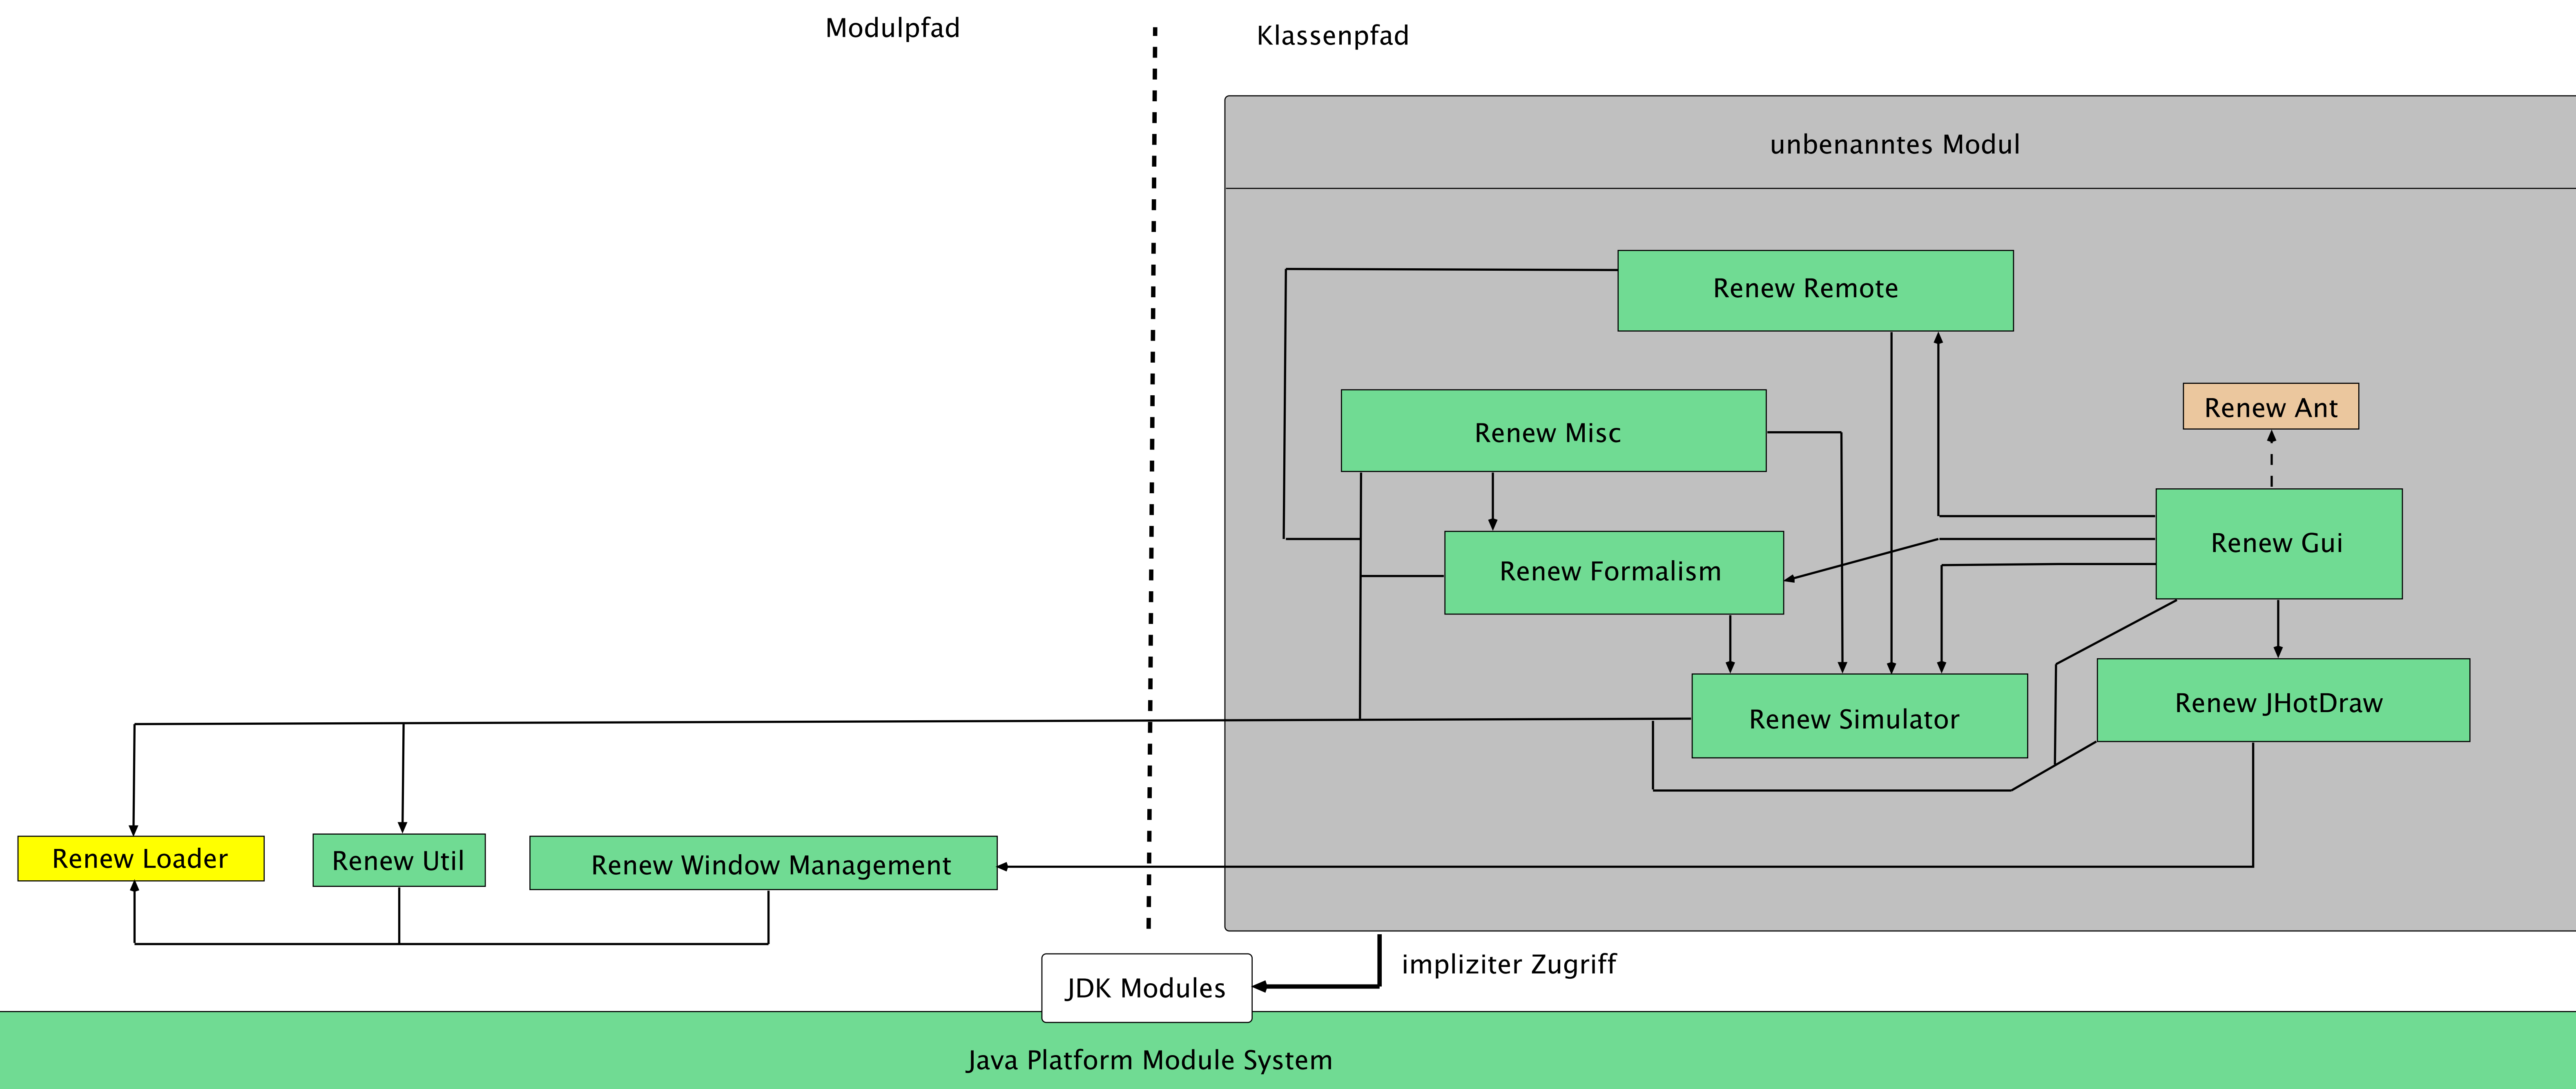 Modulpfad
Klassenpfad
unbenanntes Modul
Renew Remote
Renew Ant
Renew Misc
Renew Gui
Renew Formalism
Renew JHotDraw
Renew Simulator
Renew Loader
Renew Util
Renew Window Management
impliziter Zugriff
JDK Modules
Java Platform Module System